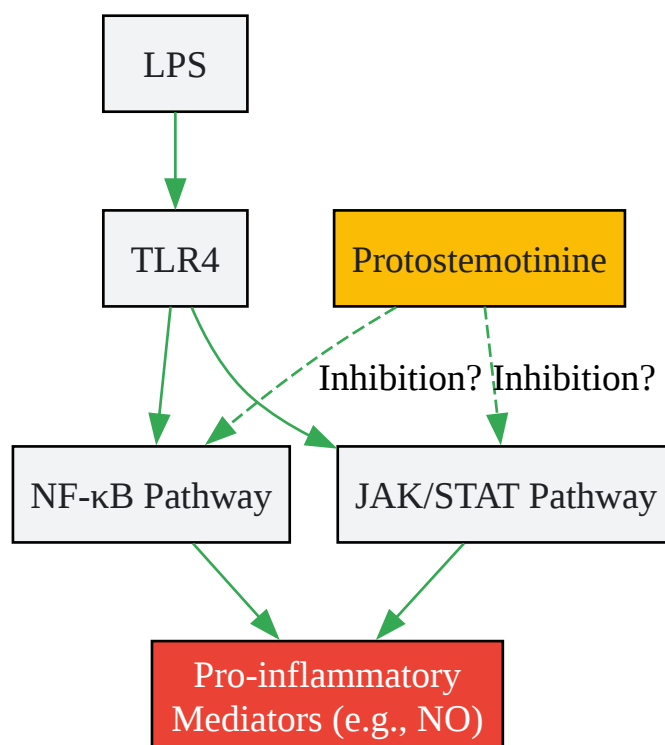 LPS
TLR4
Protostemotinine
Inhibition?
Inhibition?
NF-κB Pathway
JAK/STAT Pathway
Pro-inflammatory
Mediators (e.g., NO)